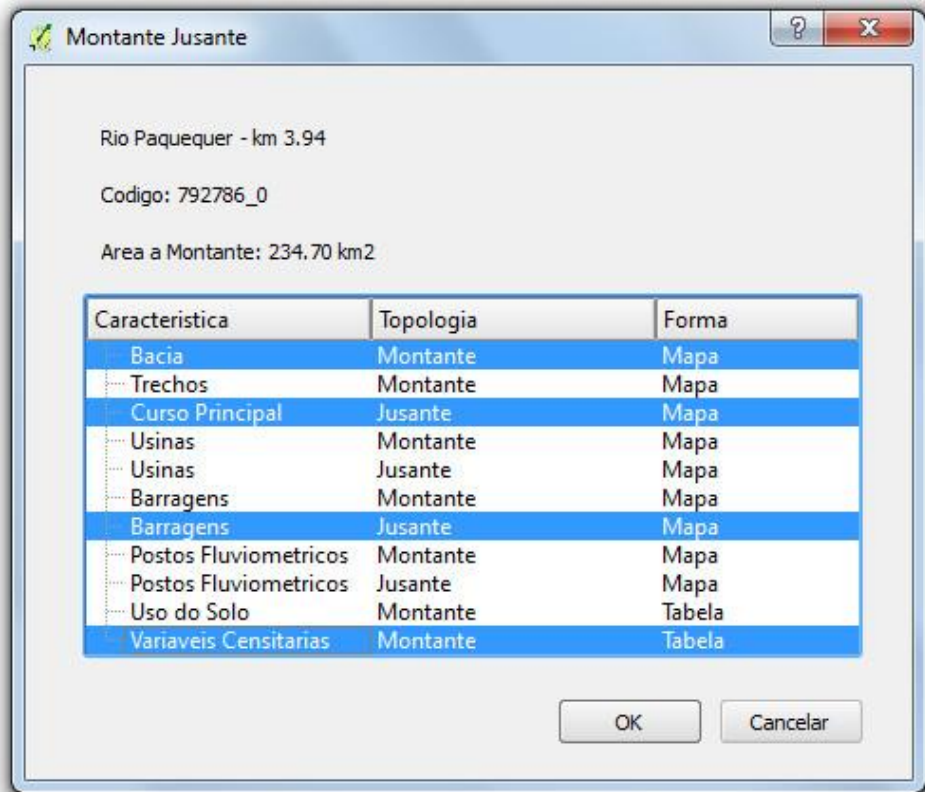 Montante Jusante
Rio Paquequer - km 3.94
Codigo: 792786_0
Area a Montante: 234.70 km2
Caracteristica Topologia Forma
Bacia Montante Mapa
Trechos Montante Mapa
Curso Principal Jusante Mapa
Usinas Montante Mapa
Usinas Jusante Mapa
Barragens Montante Mapa
Barragens Jusante Mapa
Postos Fluviometricos Montante Mapa
Postos Fluviometricos Jusante Mapa
Uso do Solo Montante Tabela
Variaveis Censitarias Montante Tabela
OK Cancelar